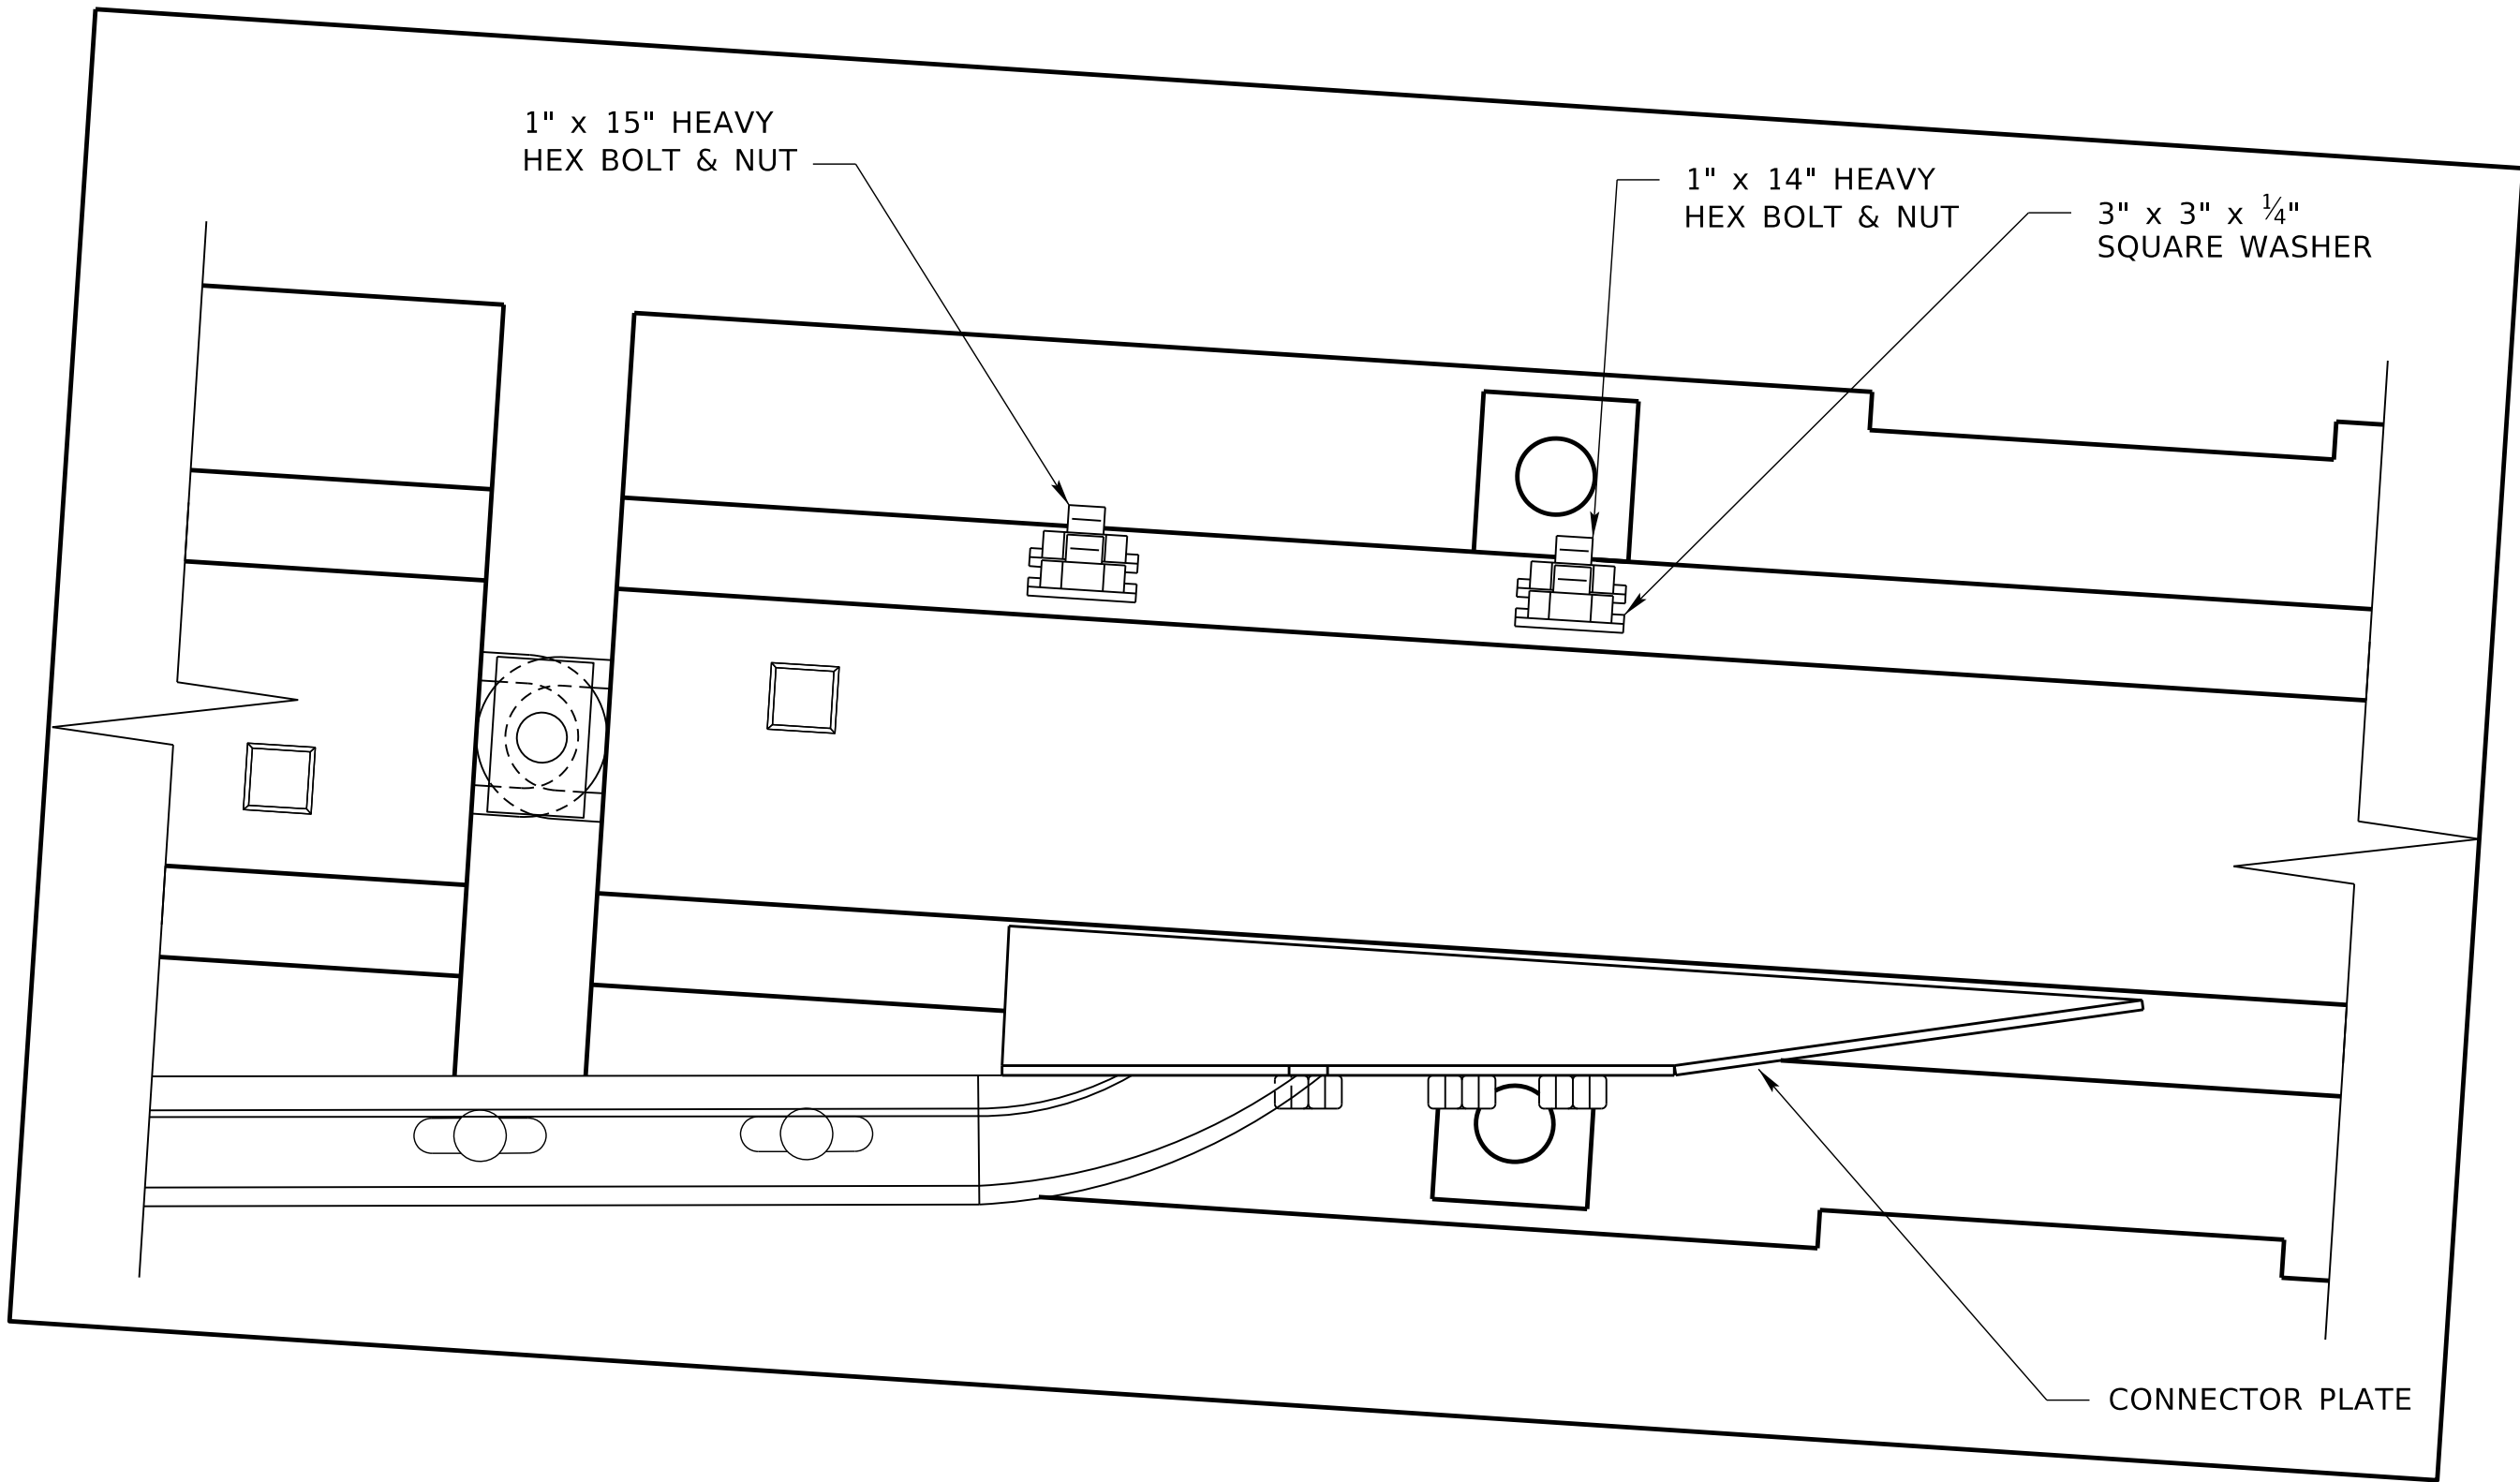 1" x 15" HEAVY
HEX BOLT & NUT
1" x 14" HEAVY
HEX BOLT & NUT
3" x 3" x ¼"
SQUARE WASHER
CONNECTOR PLATE